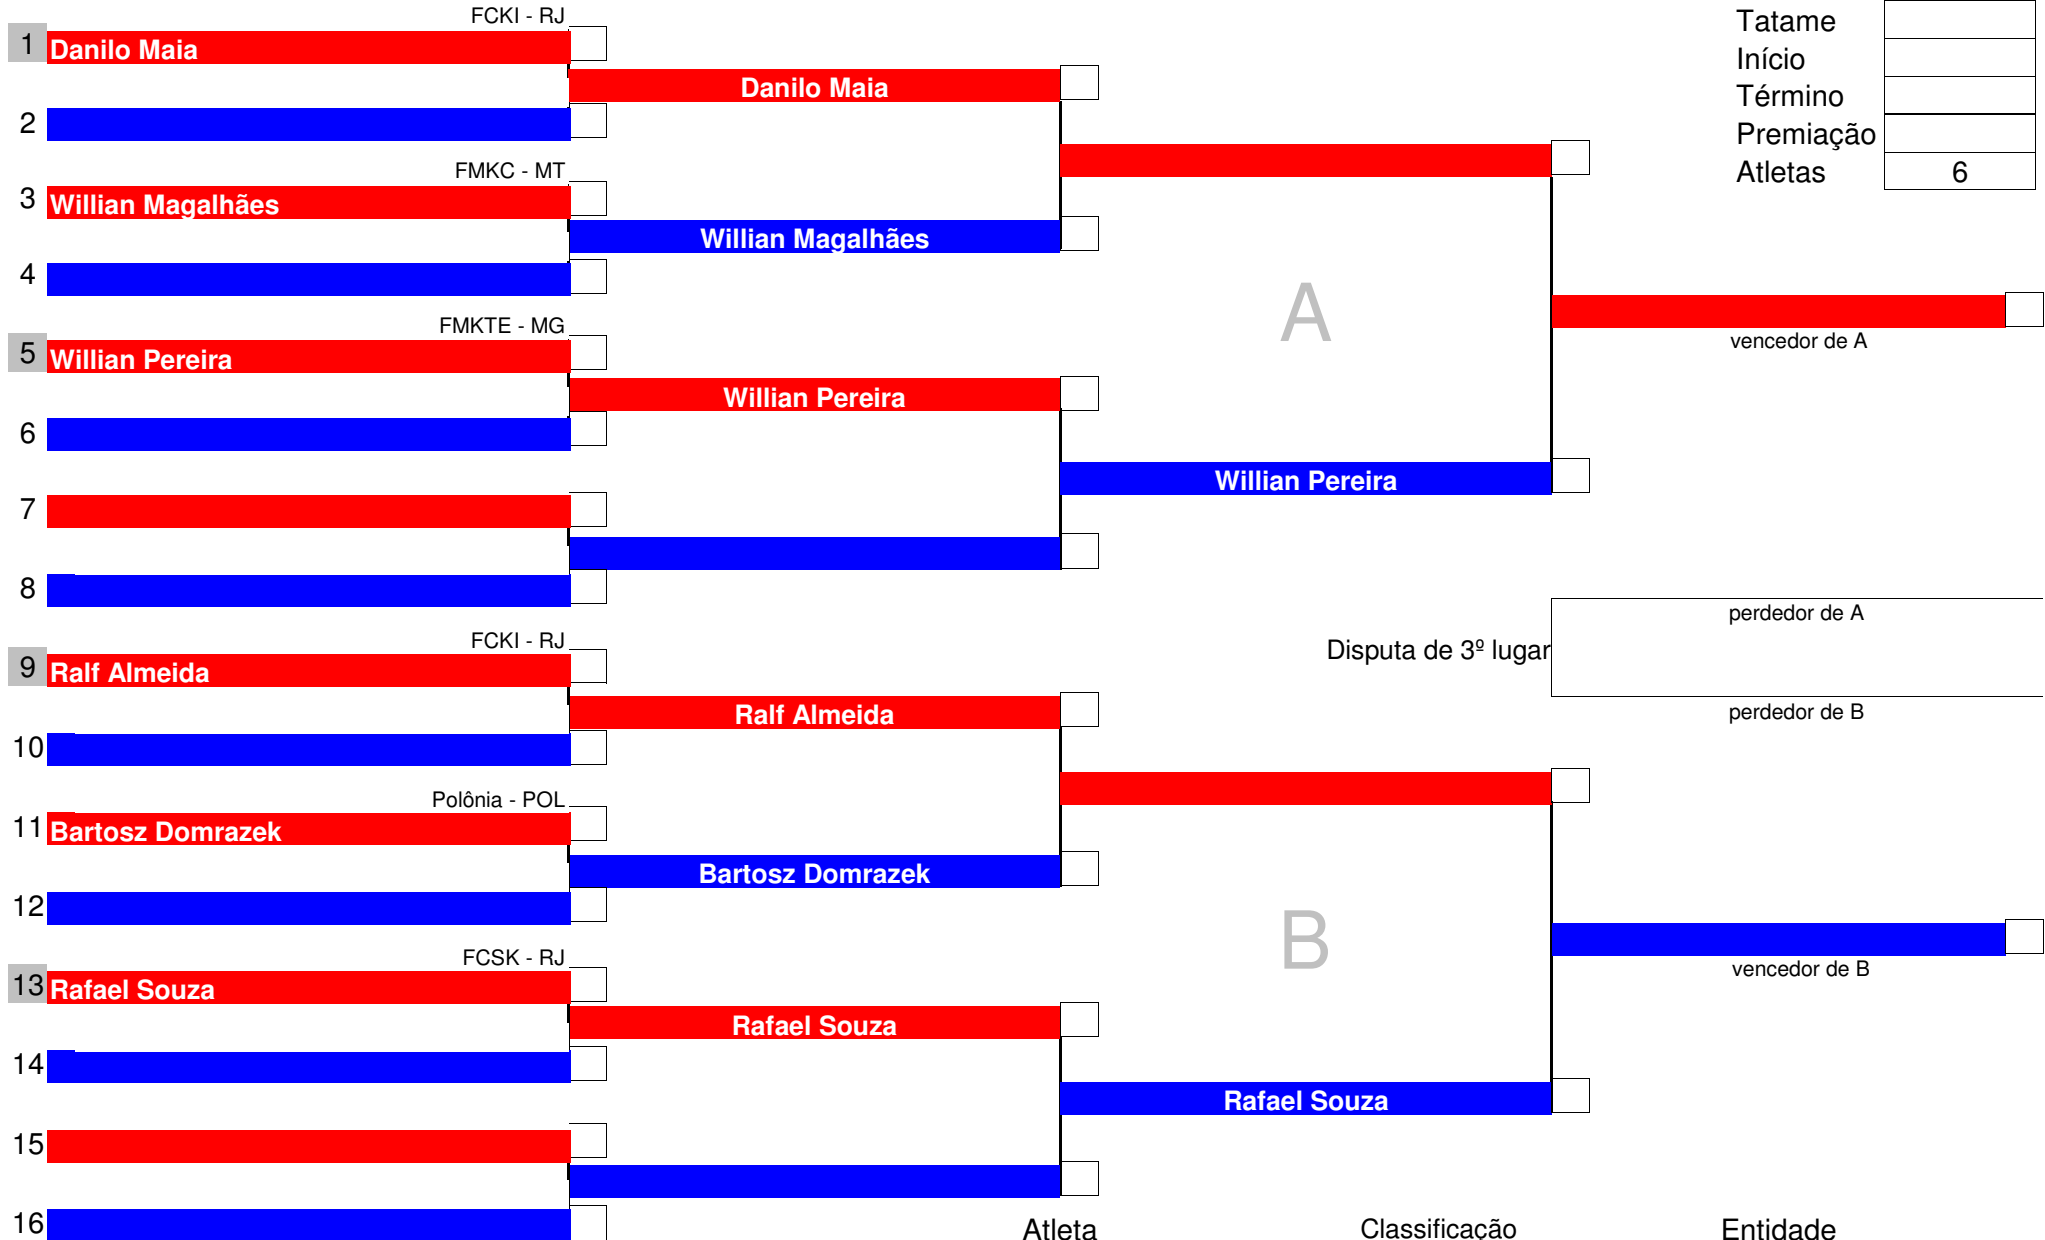 FCKI - RJ
1 Danilo Maia
Danilo Maia
2
FMKC - MT
3 Willian Magalhães
Willian Magalhães
4
FMKTE - MG
5 Willian Pereira
Willian Pereira
6
Willian Pereira
7
8
A
vencedor de A
Tatame
Início
Término
Premiação
Atletas 6
Disputa de 3º lugar
perdedor de A
perdedor de B
FCKI - RJ
9 Ralf Almeida
Ralf Almeida
10
Polônia - POL
11 Bartosz Domrazek
Bartosz Domrazek
12
B
vencedor de B
FCSK - RJ
13 Rafael Souza
Rafael Souza
14
Rafael Souza
15
16
Atleta Classificação Entidade